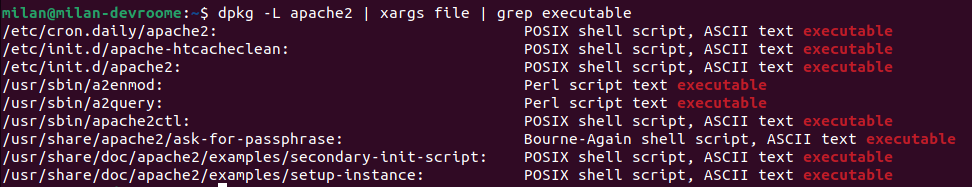 milan@milan-devroome:~$ dpkg -L apache2 | xargs file | grep executable
/etc/cron.daily/apache2: POSIX shell script, ASCII text executable
/etc/init.d/apache-htcacheclean: POSIX shell script, ASCII text executable
/etc/init.d/apache2: POSIX shell script, ASCII text executable
/usr/sbin/a2enmod: Perl script text executable
/usr/sbin/a2query: Perl script text executable
/usr/sbin/apache2ctl: POSIX shell script, ASCII text executable
/usr/share/apache2/ask-for-passphrase: Bourne-Again shell script, ASCII text executable
/usr/share/doc/apache2/examples/secondary-init-script: POSIX shell script, ASCII text executable
/usr/share/doc/apache2/examples/setup-instance: POSIX shell script, ASCII text executable